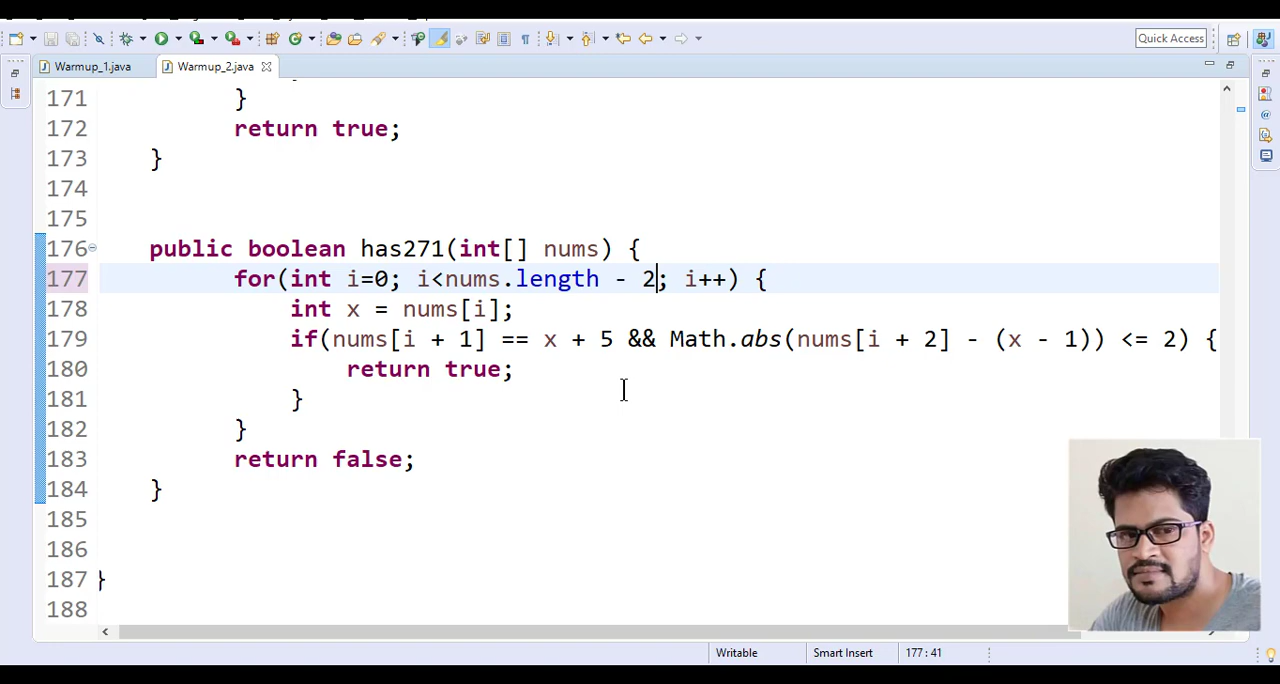 Quick Access
Warmup_1.java
Warmup_2.java
171 }
172 return true;
173 }
174
175
176 public boolean has271(int[] nums) {
177 for(int i=0; i<nums.length - 2; i++) {
178 int x = nums[i];
179 if(nums[i + 1] == x + 5 && Math.abs(nums[i + 2] - (x - 1)) <= 2) {
180 return true;
181 }
182 }
183 return false;
184 }
185
186
187 }
188
Writable
Smart Insert
177 : 41